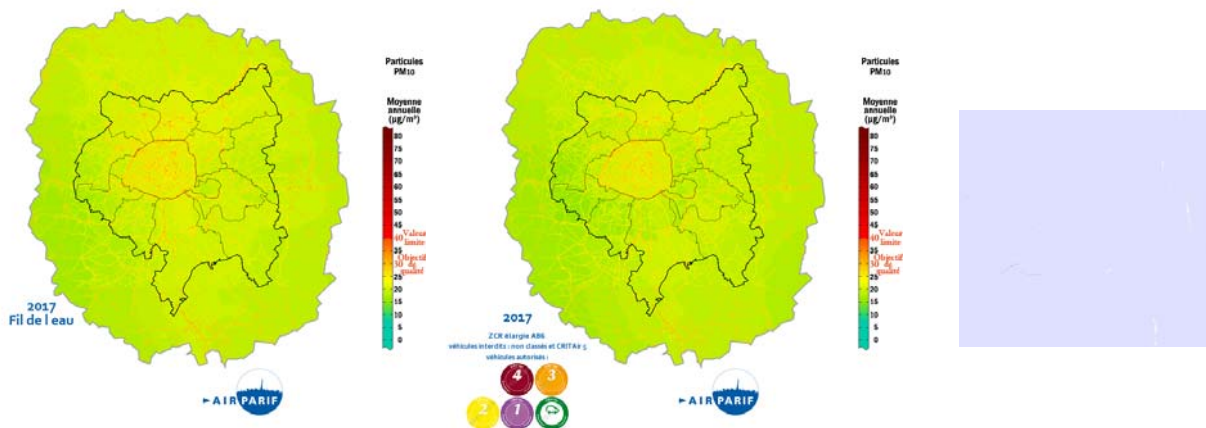 Particules
PM10
Moyenne
annuelle
(µg/m³)
80
75
70
65
60
55
50
45
40 Valeur
limite
35
Objectif
30 de
qualité
25
20
15
10
5
0
2017
Fil de l eau
AIRPARIF
Particules
PM10
Moyenne
annuelle
(µg/m³)
80
75
70
65
60
55
50
45
40 Valeur
limite
35
Objectif
30 de
qualité
25
20
15
10
5
0
2017
ZCR élargie A86
véhicules interdits : non classés et CRIT'Air 5
véhicules autorisés :
4 3
2 1
AIRPARIF